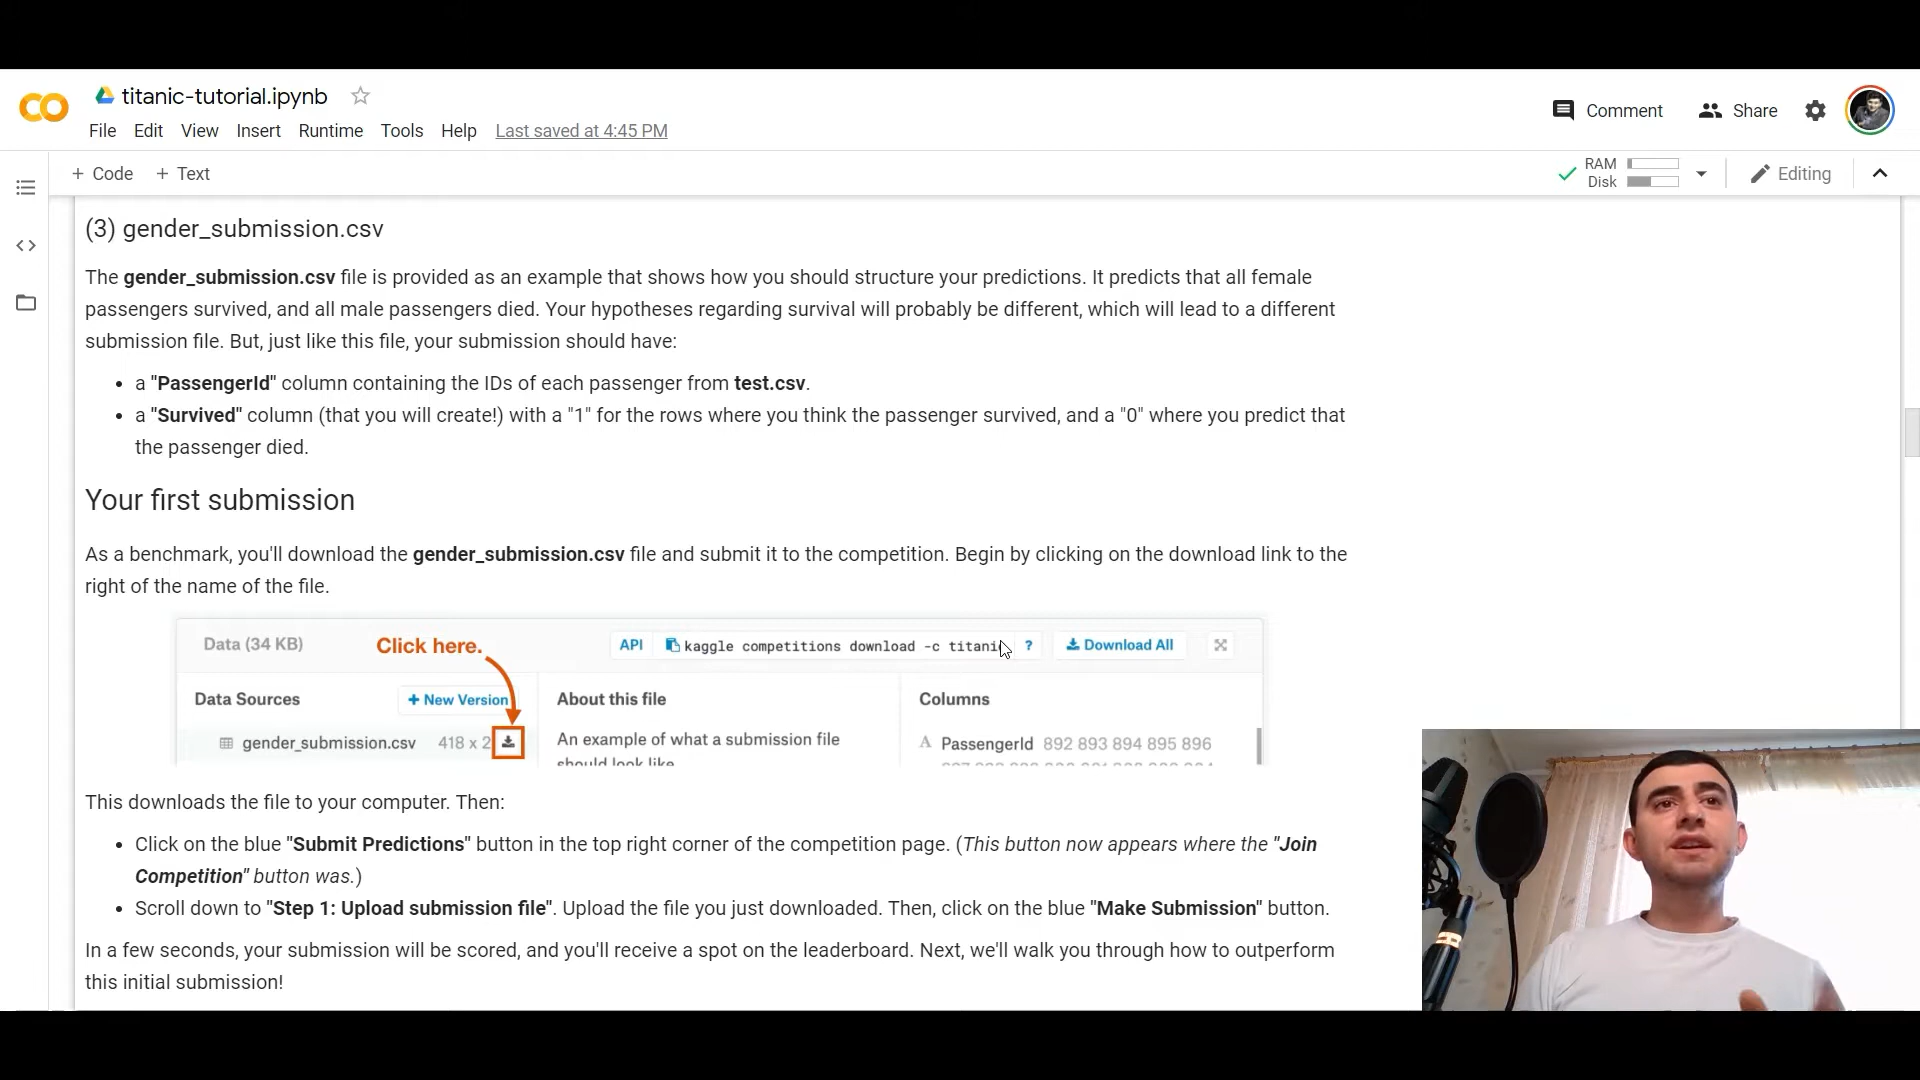 titanic-tutorial.ipynb
File Edit View Insert Runtime Tools Help Last saved at 4:45 PM
Comment Share
+ Code + Text
RAM
Disk
Editing
(3) gender_submission.csv
The gender_submission.csv file is provided as an example that shows how you should structure your predictions. It predicts that all female
passengers survived, and all male passengers died. Your hypotheses regarding survival will probably be different, which will lead to a different
submission file. But, just like this file, your submission should have:
• a "PassengerId" column containing the IDs of each passenger from test.csv.
• a "Survived" column (that you will create!) with a "1" for the rows where you think the passenger survived, and a "0" where you predict that
the passenger died.
Your first submission
As a benchmark, you'll download the gender_submission.csv file and submit it to the competition. Begin by clicking on the download link to the
right of the name of the file.
Data (34 KB) Click here. API kaggle competitions download -c titanic ? Download All
Data Sources + New Version About this file Columns
gender_submission.csv 418 x 2 An example of what a submission file A PassengerId 892 893 894 895 896
should look like
This downloads the file to your computer. Then:
• Click on the blue "Submit Predictions" button in the top right corner of the competition page. (This button now appears where the "Join
Competition" button was.)
• Scroll down to "Step 1: Upload submission file". Upload the file you just downloaded. Then, click on the blue "Make Submission" button.
In a few seconds, your submission will be scored, and you'll receive a spot on the leaderboard. Next, we'll walk you through how to outperform
this initial submission!